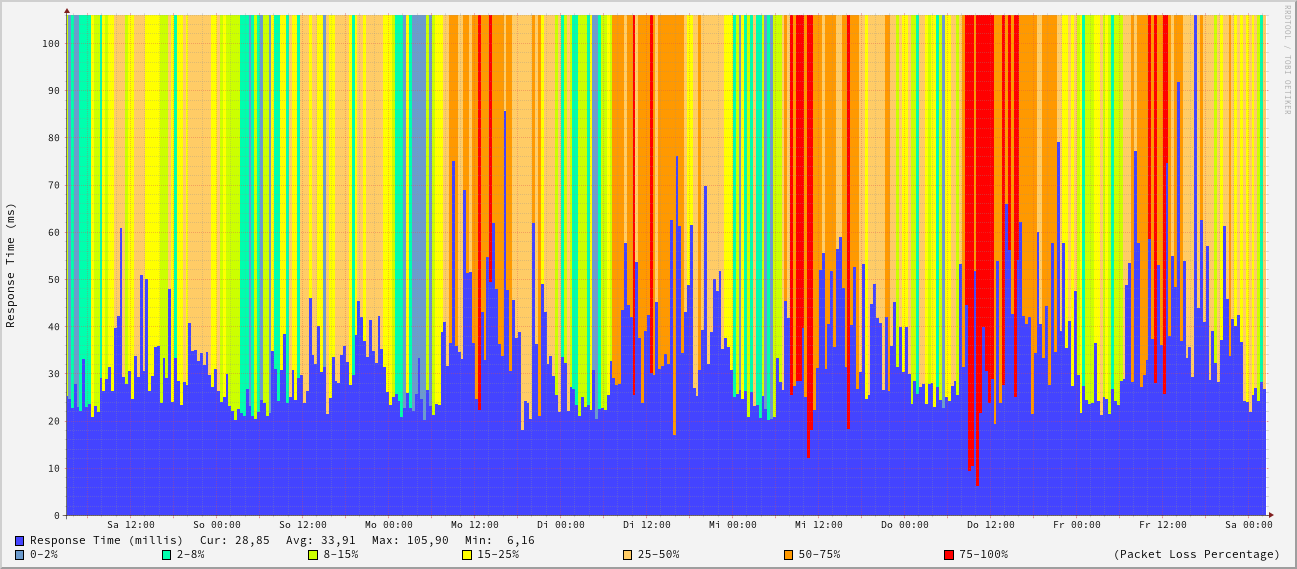 RRDTOOL / TOBI OETIKER
Response Time (ms)
100
90
80
70
60
50
40
30
20
10
0
Sa 12:00 So 00:00 So 12:00 Mo 00:00 Mo 12:00 Di 00:00 Di 12:00 Mi 00:00 Mi 12:00 Do 00:00 Do 12:00 Fr 00:00 Fr 12:00 Sa 00:00
Response Time (millis) Cur: 28,85 Avg: 33,91 Max: 105,90 Min: 6,16
0-2% 2-8% 8-15% 15-25% 25-50% 50-75% 75-100% (Packet Loss Percentage)